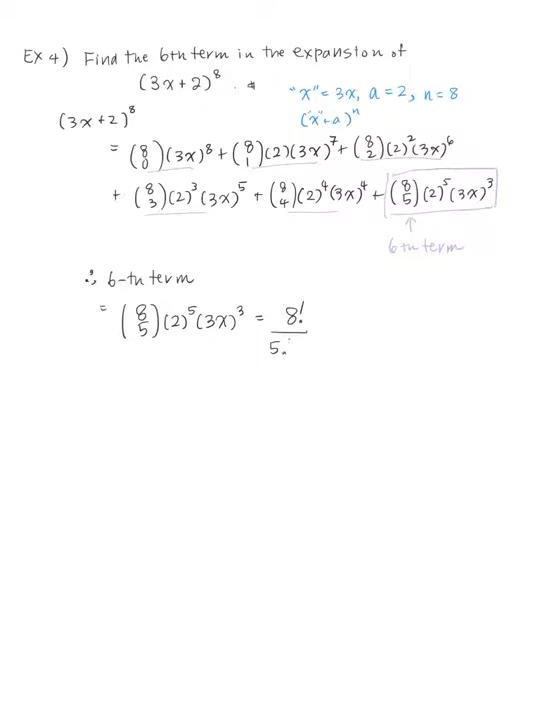 Ex 4) Find the 6th term in the expansion of
(3x+2)^8.
"x" = 3x, a = 2, n = 8
("x"+a)^n
(3x+2)^8
= (8 0)(3x)^8 + (8 1)(2)(3x)^7 + (8 2)(2)^2(3x)^6
+ (8 3)(2)^3(3x)^5 + (8 4)(2)^4(3x)^4 + (8 5)(2)^5(3x)^3
↑
6th term
∴ 6-th term
= (8 5)(2)^5(3x)^3 = 8!
5.